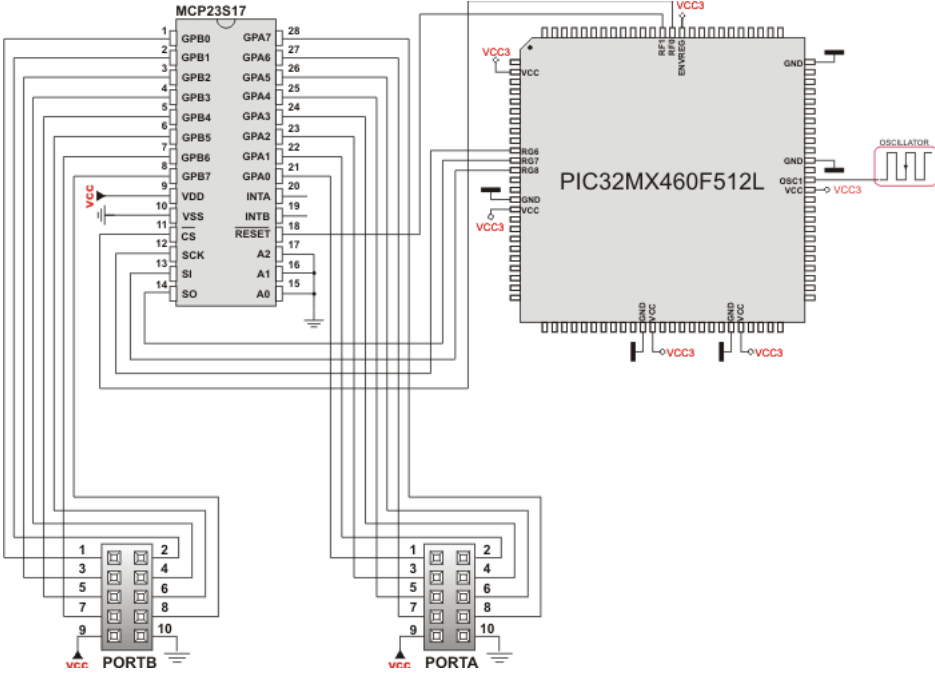 MCP23S17
1 GPB0 GPA7 28
2 GPB1 GPA6 27
3 GPB2 GPA5 26
4 GPB3 GPA4 25
5 GPB4 GPA3 24
6 GPB5 GPA2 23
7 GPB6 GPA1 22
8 GPB7 GPA0 21
9 VDD INTA 20
10 VSS INTB 19
11 CS RESET 18
12 SCK A2 17
13 SI A1 16
14 SO A0 15
vcc
VCC3
RF1
RF0
ENVREG
VCC3
VCC
GND
RG6
RG7
RG8
GND
VCC
VCC3
PIC32MX460F512L
GND
OSC1
VCC
VCC3
OSCILLATOR
GND
VCC
VCC3
GND
VCC
VCC3
1 2
3 4
5 6
7 8
9 10
vcc PORTB
1 2
3 4
5 6
7 8
9 10
vcc PORTA